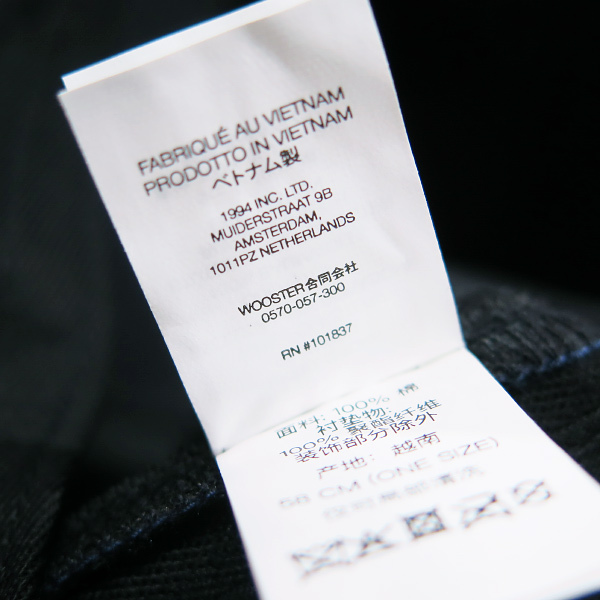 FABRIQUÉ AU VIETNAM
PRODOTTO IN VIETNAM
ベトナム製
1994 INC. LTD.
MUIDERSTRAAT 9B
AMSTERDAM,
1011PZ NETHERLANDS
WOOSTER合同会社
0570-057-300
RN #101837
面料: 100% 棉
衬垫物:
100% 聚酯纤维
装饰部分除外
产地: 越南
58 CM (ONE SIZE)